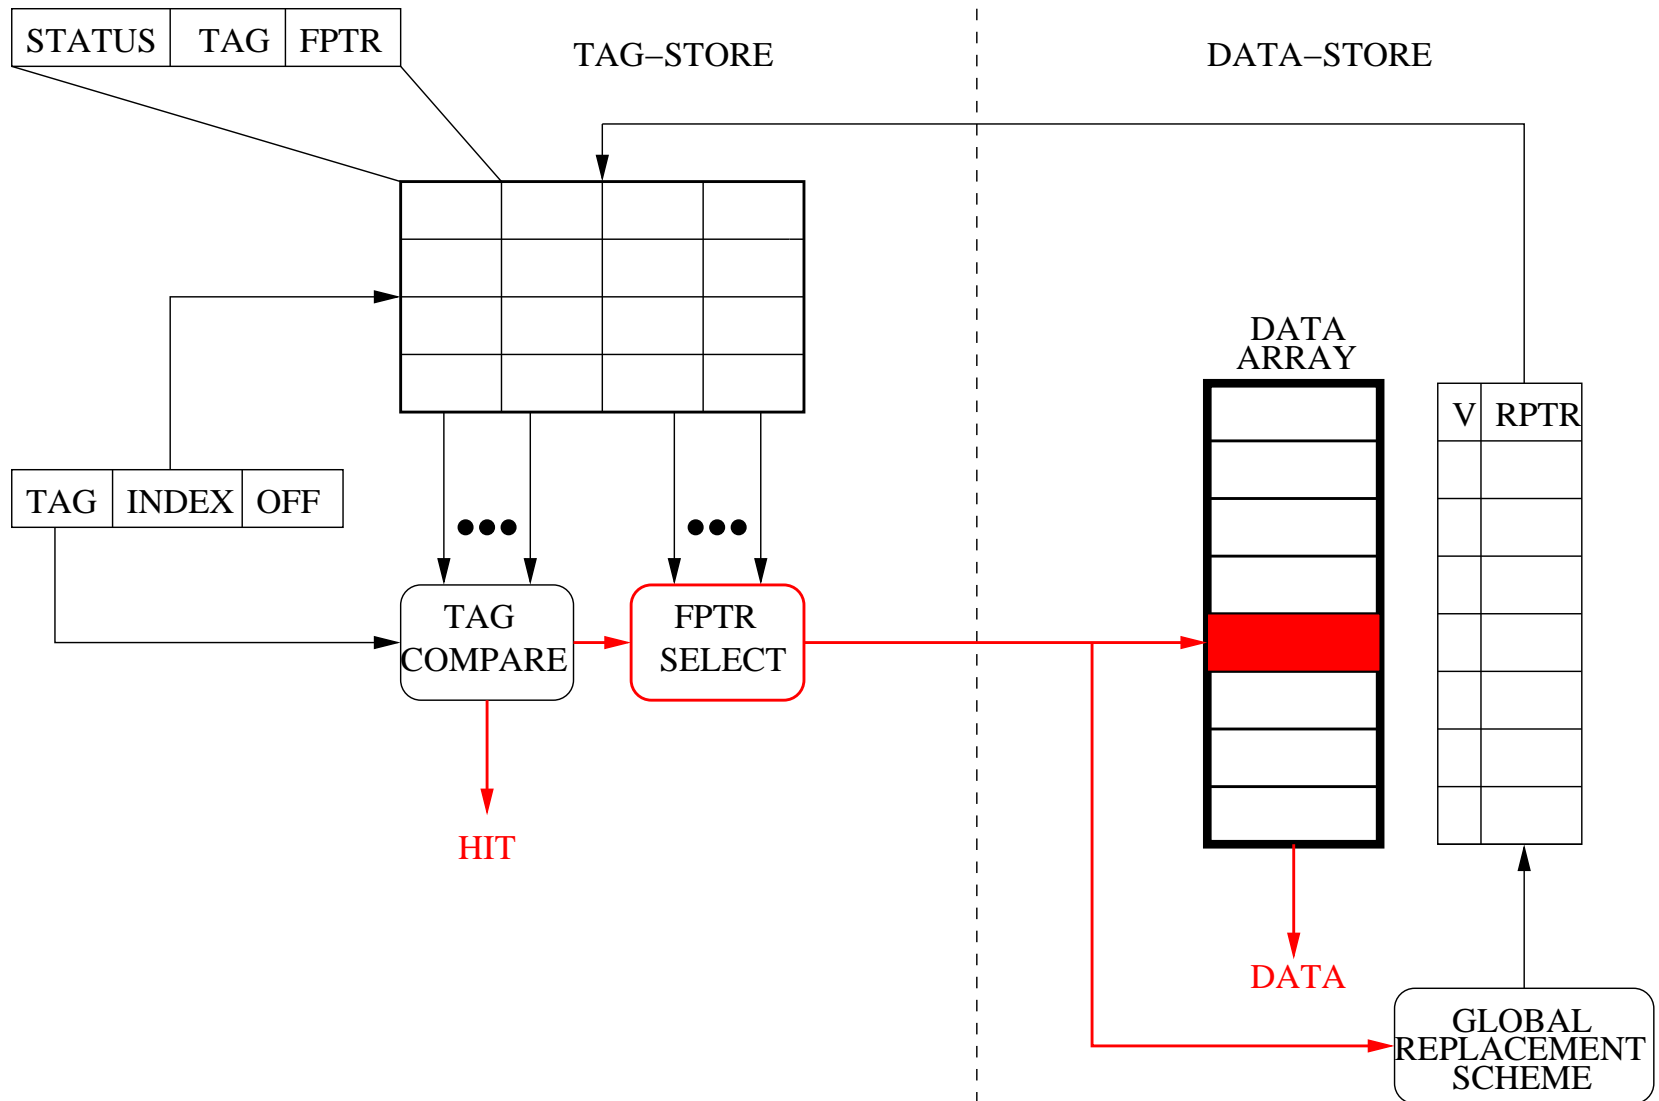 STATUS TAG FPTR
TAG–STORE
DATA–STORE
DATA
ARRAY
V RPTR
TAG INDEX OFF
TAG
COMPARE
FPTR
SELECT
HIT
DATA
GLOBAL
REPLACEMENT
SCHEME